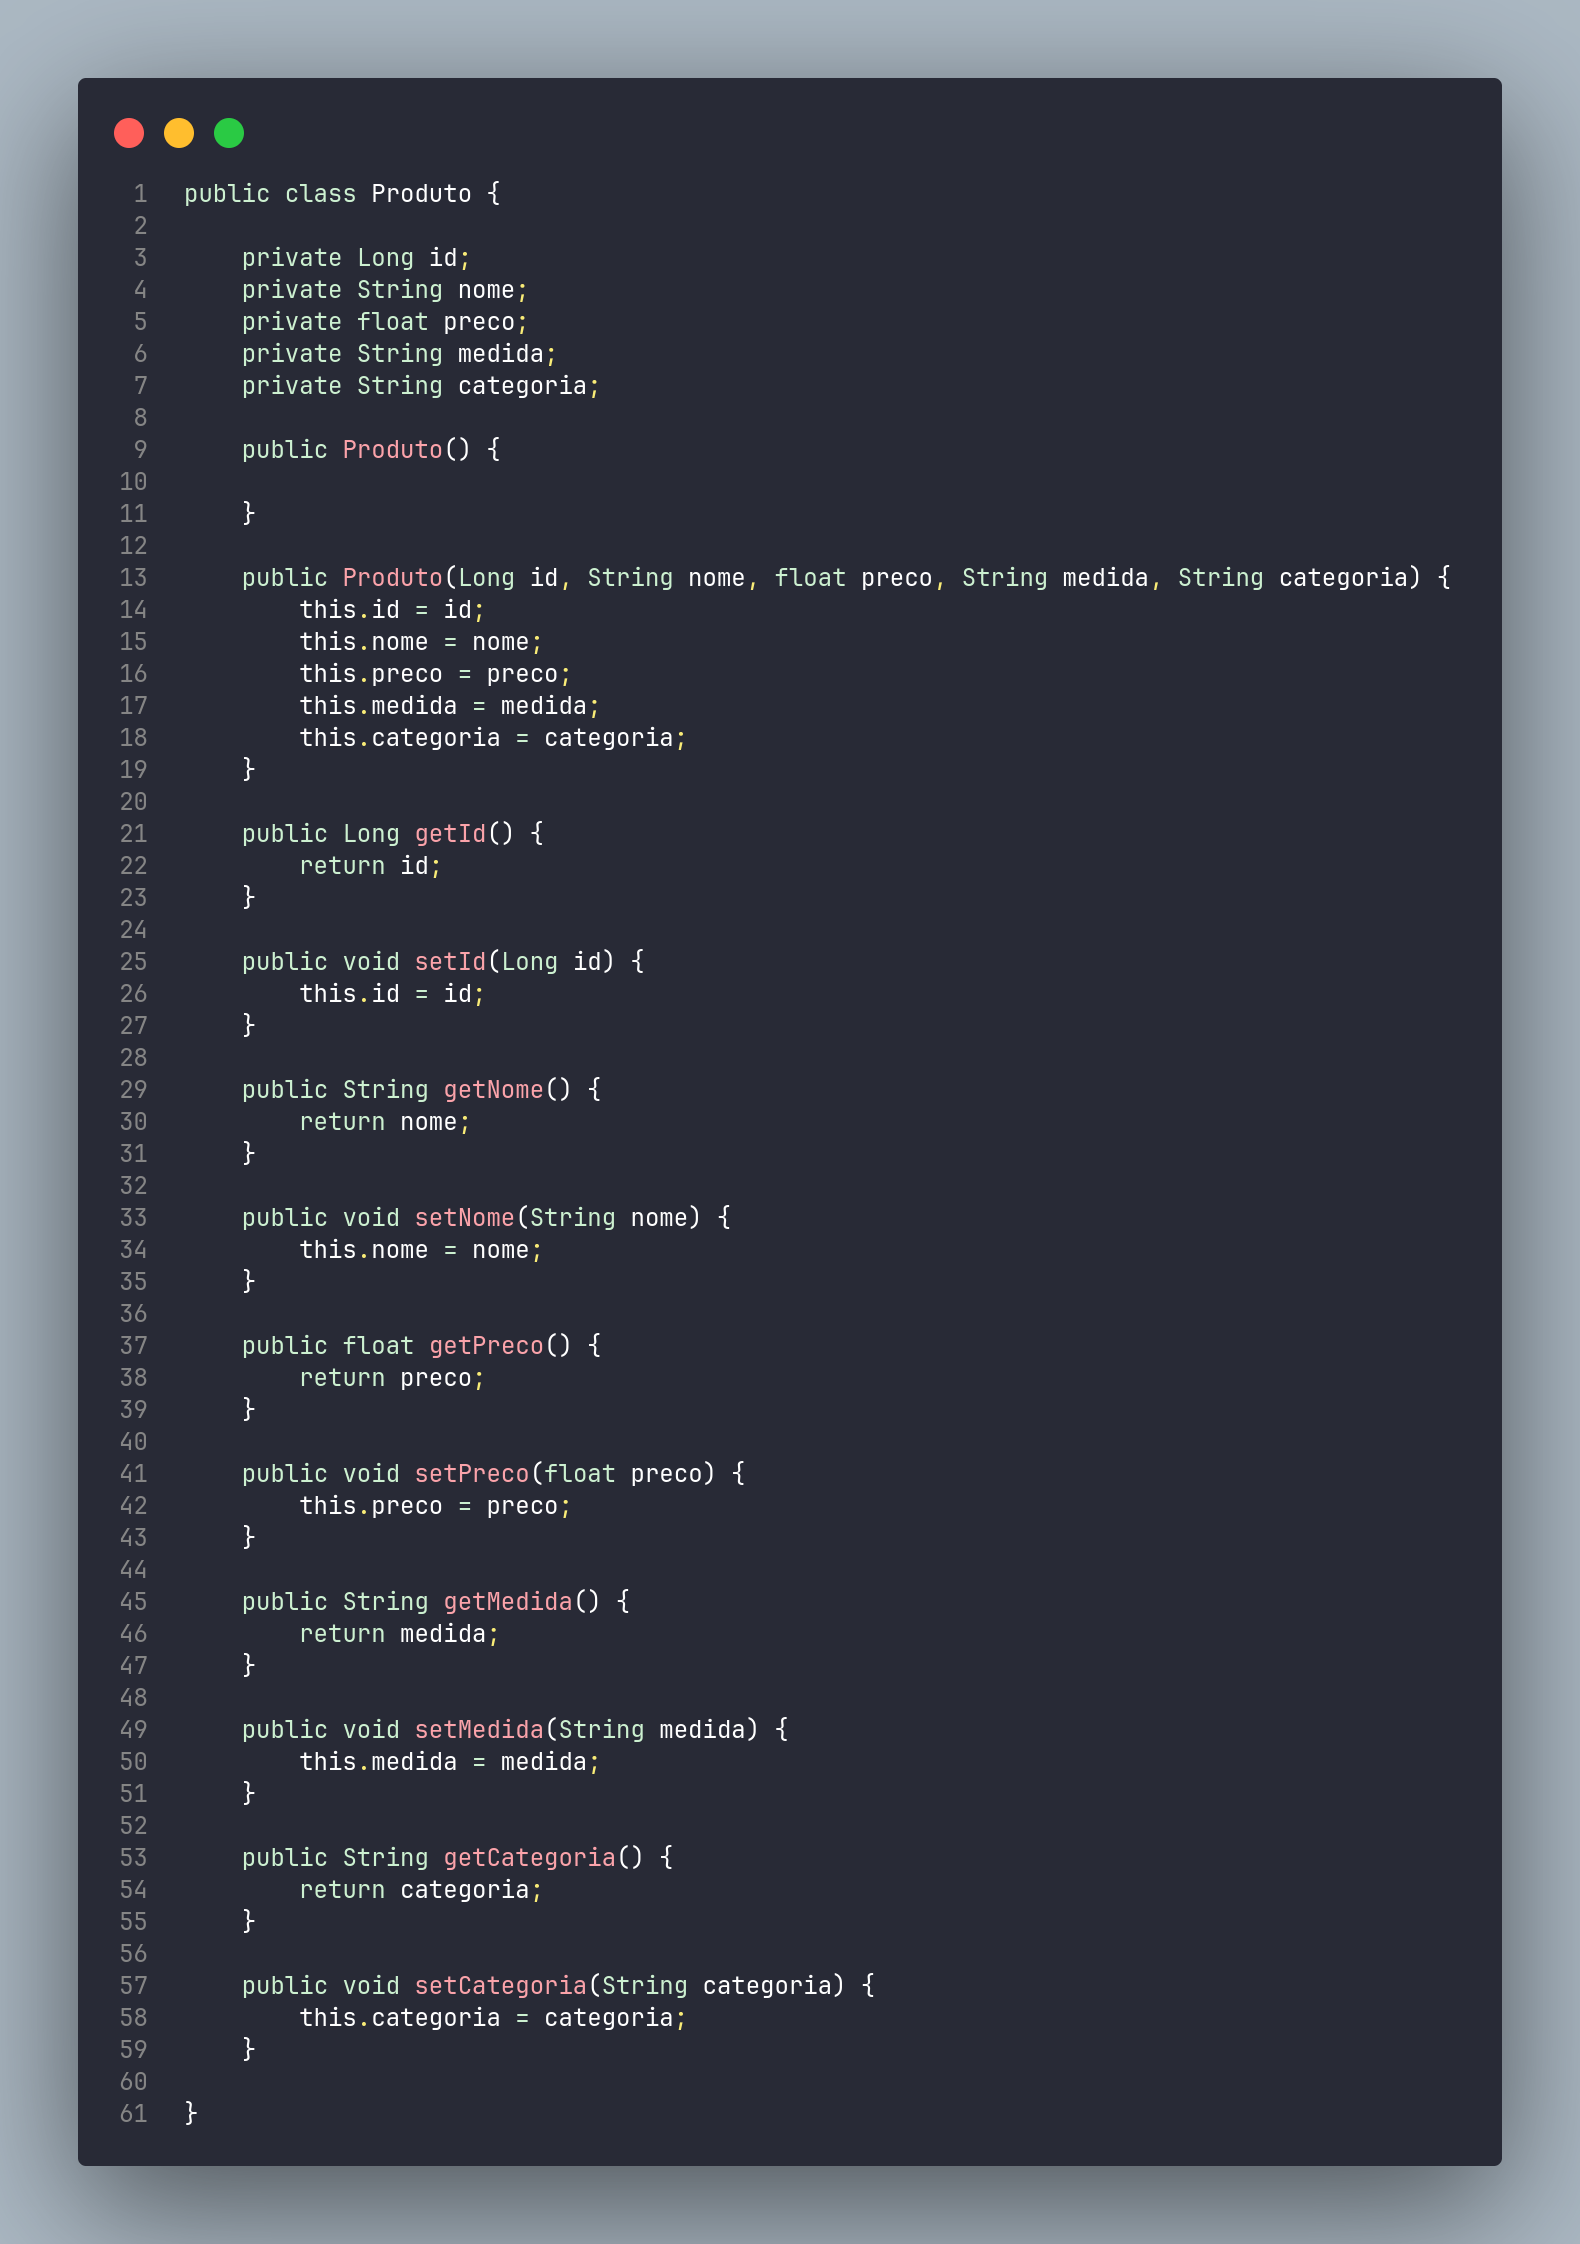 1 public class Produto {
2
3     private Long id;
4     private String nome;
5     private float preco;
6     private String medida;
7     private String categoria;
8
9     public Produto() {
10
11     }
12
13     public Produto(Long id, String nome, float preco, String medida, String categoria) {
14         this.id = id;
15         this.nome = nome;
16         this.preco = preco;
17         this.medida = medida;
18         this.categoria = categoria;
19     }
20
21     public Long getId() {
22         return id;
23     }
24
25     public void setId(Long id) {
26         this.id = id;
27     }
28
29     public String getNome() {
30         return nome;
31     }
32
33     public void setNome(String nome) {
34         this.nome = nome;
35     }
36
37     public float getPreco() {
38         return preco;
39     }
40
41     public void setPreco(float preco) {
42         this.preco = preco;
43     }
44
45     public String getMedida() {
46         return medida;
47     }
48
49     public void setMedida(String medida) {
50         this.medida = medida;
51     }
52
53     public String getCategoria() {
54         return categoria;
55     }
56
57     public void setCategoria(String categoria) {
58         this.categoria = categoria;
59     }
60
61 }